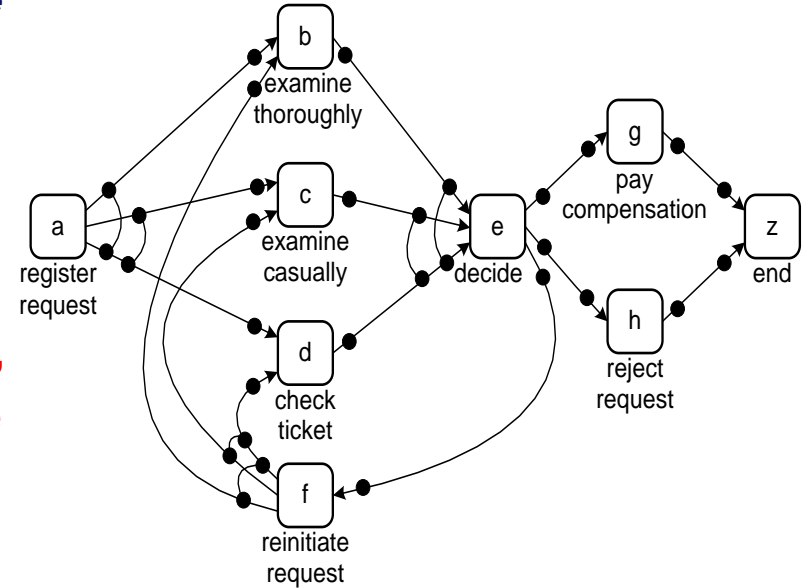 b
examine
thoroughly
g
pay
compensation
c
examine
casually
a
register
request
e
decide
z
end
h
reject
request
d
check
ticket
f
reinitiate
request